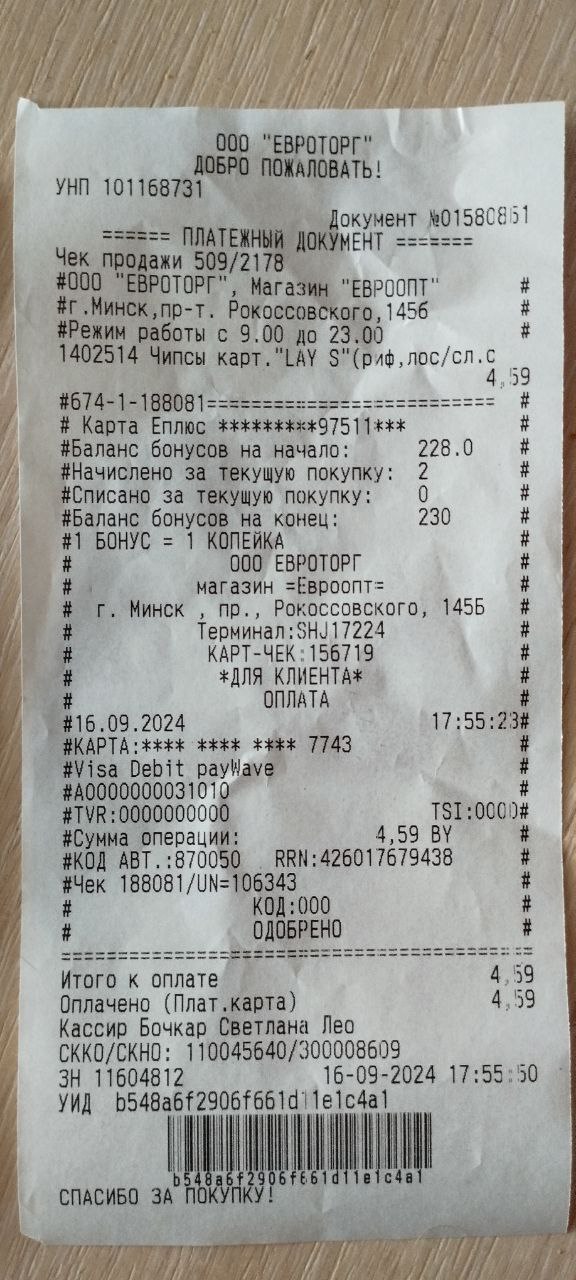 ООО "ЕВРОТОРГ"
ДОБРО ПОЖАЛОВАТЬ!
УНП 101168731
Документ №01580851
====== ПЛАТЕЖНЫЙ ДОКУМЕНТ =======
Чек продажи 509/2178
#ООО "ЕВРОТОРГ", Магазин "ЕВРООПТ" #
#г.Минск,пр-т. Рокоссовского,145б #
#Режим работы с 9.00 до 23.00 #
1402514 Чипсы карт."LAY S"(риф,лос/сл.с
4,59
#674-1-188081========================== #
# Карта Еплюс *********97511*** #
#Баланс бонусов на начало: 228.0 #
#Начислено за текущую покупку: 2 #
#Списано за текущую покупку: 0 #
#Баланс бонусов на конец: 230 #
#1 БОНУС = 1 КОПЕЙКА #
# ООО ЕВРОТОРГ #
# магазин =Евроопт= #
# г. Минск , пр., Рокоссовского, 145Б #
# Терминал:SHJ17224 #
# КАРТ-ЧЕК:156719 #
# *ДЛЯ КЛИЕНТА* #
# ОПЛАТА #
#16.09.2024 17:55:23#
#КАРТА:**** **** **** 7743 #
#Visa Debit payWave #
#A0000000031010 #
#TVR:0000000000 TSI:0000#
#Сумма операции: 4,59 BY #
#КОД АВТ.:870050 RRN:426017679438 #
#Чек 188081/UN=106343 #
# КОД:000 #
# ОДОБРЕНО #
=======================================
Итого к оплате 4,59
Оплачено (Плат.карта) 4,59
Кассир Бочкар Светлана Лео
СККО/СКНО: 110045640/300008609
ЗН 11604812 16-09-2024 17:55:50
УИД b548a6f2906f661d11e1c4a1
b548a6f2906f661d11e1c4a1
СПАСИБО ЗА ПОКУПКУ!